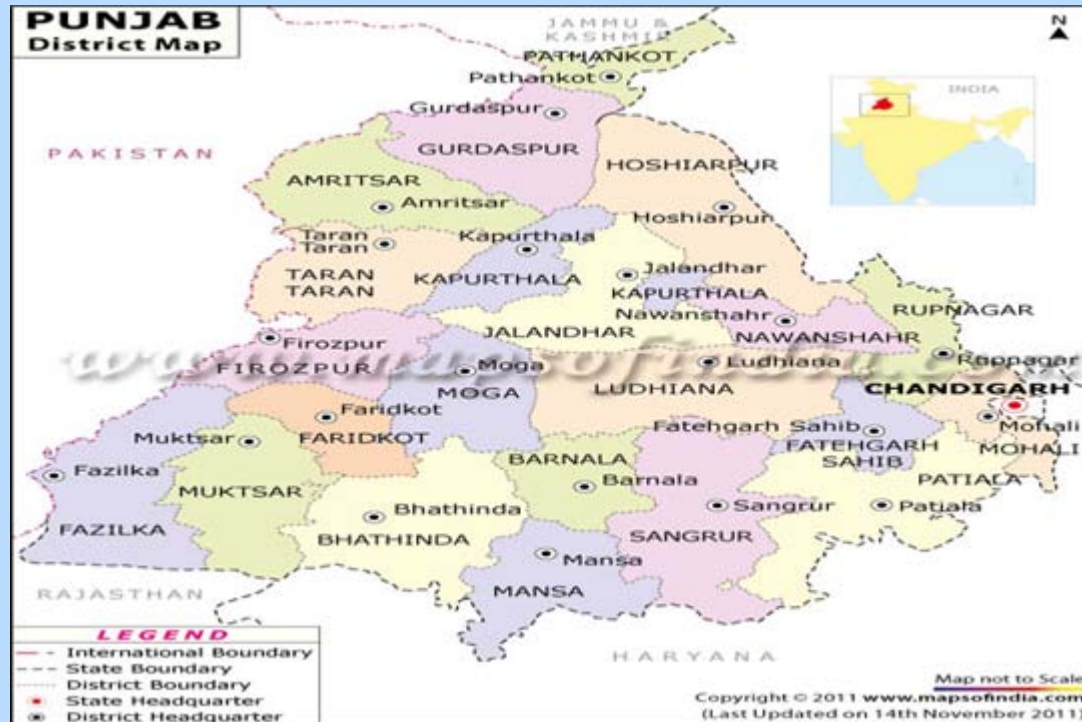 PUNJAB
District Map
JAMMU &
KASHMIR
N
PATHANKOT
Pathankot
Gurdaspur
GURDASPUR
INDIA
PAKISTAN
HOSHIARPUR
Hoshiarpur
AMRITSAR
Amritsar
Taran
Taran
TARAN
TARAN
Kapurthala
KAPURTHALA
Jalandhar
KAPURTHALA
JALANDHAR
Nawanshahr
NAWANSHAHR
RUPNAGAR
Rupnagar
Firozpur
FIROZPUR
www.mapsofindia.com
Moga
MOGA
Ludhiana
LUDHIANA
CHANDIGARH
Mohali
MOHALI
Faridkot
FARIDKOT
Fatehgarh Sahib
FATEHGARH
SAHIB
Muktsar
MUKTSAR
Fazilka
FAZILKA
BARNALA
Barnala
Bhathinda
BHATHINDA
Sangrur
SANGRUR
PATIALA
Patiala
Mansa
MANSA
RAJASTHAN
HARYANA
LEGEND
International Boundary
State Boundary
District Boundary
State Headquarter
District Headquarter
Map not to Scale
Copyright © 2011 www.mapsofindia.com
(Last Updated on 14th November 2011)